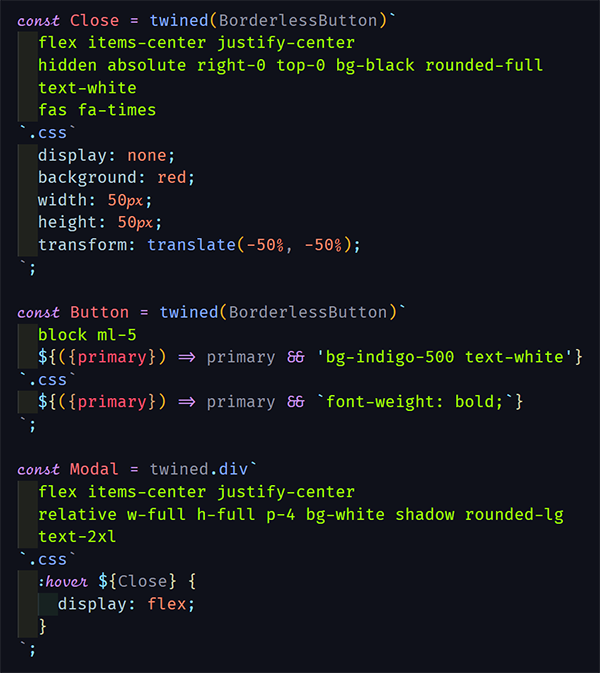 const Close = twined(BorderlessButton)`
  flex items-center justify-center
  hidden absolute right-0 top-0 bg-black rounded-full
  text-white
  fas fa-times
`.css`
  display: none;
  background: red;
  width: 50px;
  height: 50px;
  transform: translate(-50%, -50%);
`;

const Button = twined(BorderlessButton)`
  block ml-5
  ${({primary}) => primary && 'bg-indigo-500 text-white'}
`.css`
  ${({primary}) => primary && `font-weight: bold;`}
`;

const Modal = twined.div`
  flex items-center justify-center
  relative w-full h-full p-4 bg-white shadow rounded-lg
  text-2xl
`.css`
  :hover ${Close} {
    display: flex;
  }
`;